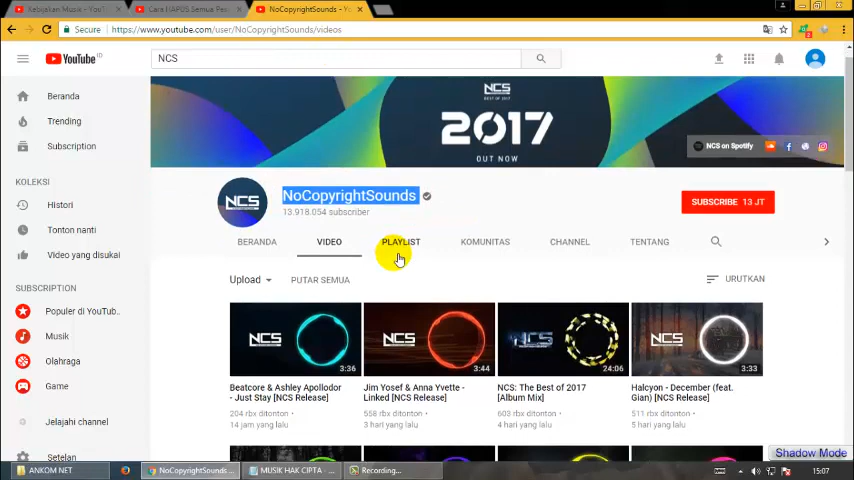 Kebijakan Musik - YouT
Cara HAPUS Semua Pes
NoCopyrightSounds - Yo
Secure
https://www.youtube.com/user/NoCopyrightSounds/videos
YouTube ID
NCS
NCS
BEST OF 2017
2017
OUT NOW
NCS on Spotify
Beranda
Trending
Subscription
KOLEKSI
Histori
Tonton nanti
Video yang disukai
SUBSCRIPTION
Populer di YouTub..
Musik
Olahraga
Game
Jelajahi channel
Setelan
NCS
NoCopyrightSounds
13.918.054 subscriber
SUBSCRIBE 13 JT
BERANDA
VIDEO
PLAYLIST
KOMUNITAS
CHANNEL
TENTANG
Upload
PUTAR SEMUA
URUTKAN
NCS
3:36
NCS
3:44
NCS
24:06
NCS
3:33
Beatcore & Ashley Apollodor
- Just Stay [NCS Release]
204 rbx ditonton •
14 jam yang lalu
Jim Yosef & Anna Yvette -
Linked [NCS Release]
558 rbx ditonton •
3 hari yang lalu
NCS: The Best of 2017
[Album Mix]
603 rbx ditonton •
4 hari yang lalu
Halcyon - December (feat.
Gian) [NCS Release]
511 rbx ditonton •
5 hari yang lalu
Shadow Mode
ANKOM NET
NoCopyrightSounds ...
MUSIK HAK CIPTA - ...
Recording...
15:07